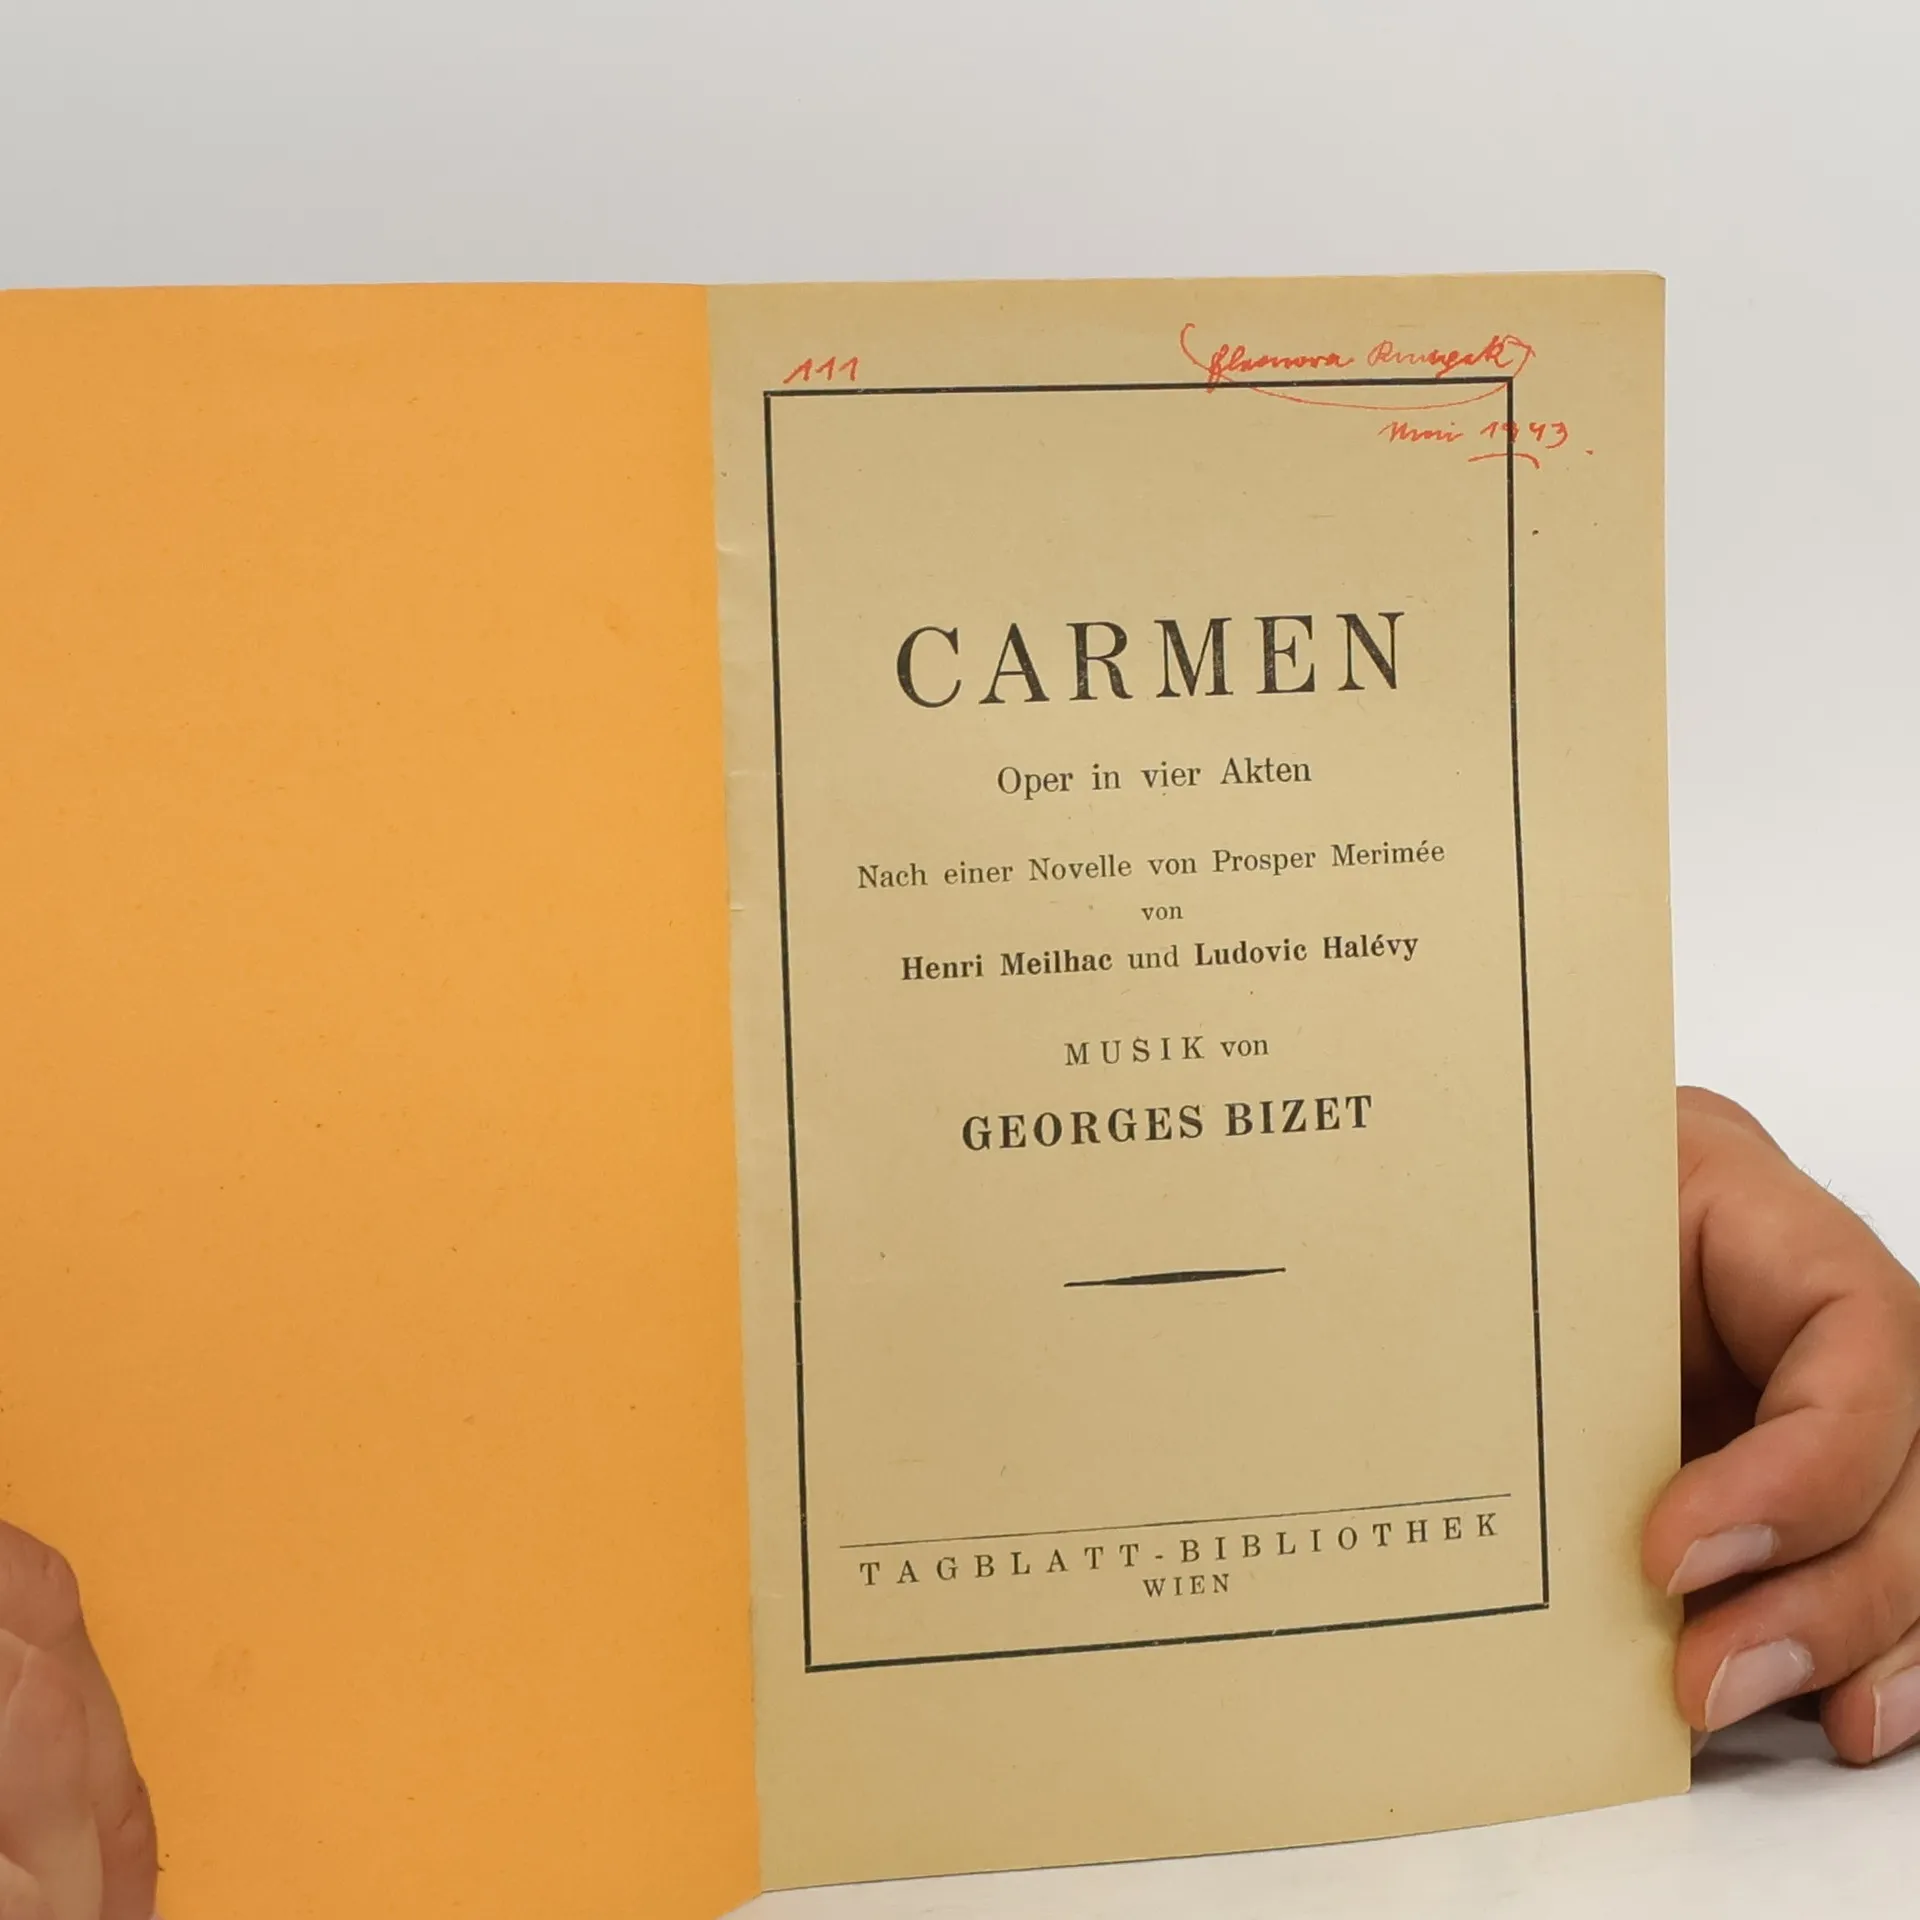 111
Eleonora
Mai 1943.
CARMEN
Oper in vier Akten
Nach einer Novelle von Prosper Merimée
von
Henri Meilhac und Ludovic Halévy
MUSIK von
GEORGES BIZET
TAGBLATT-BIBLIOTHEK
WIEN